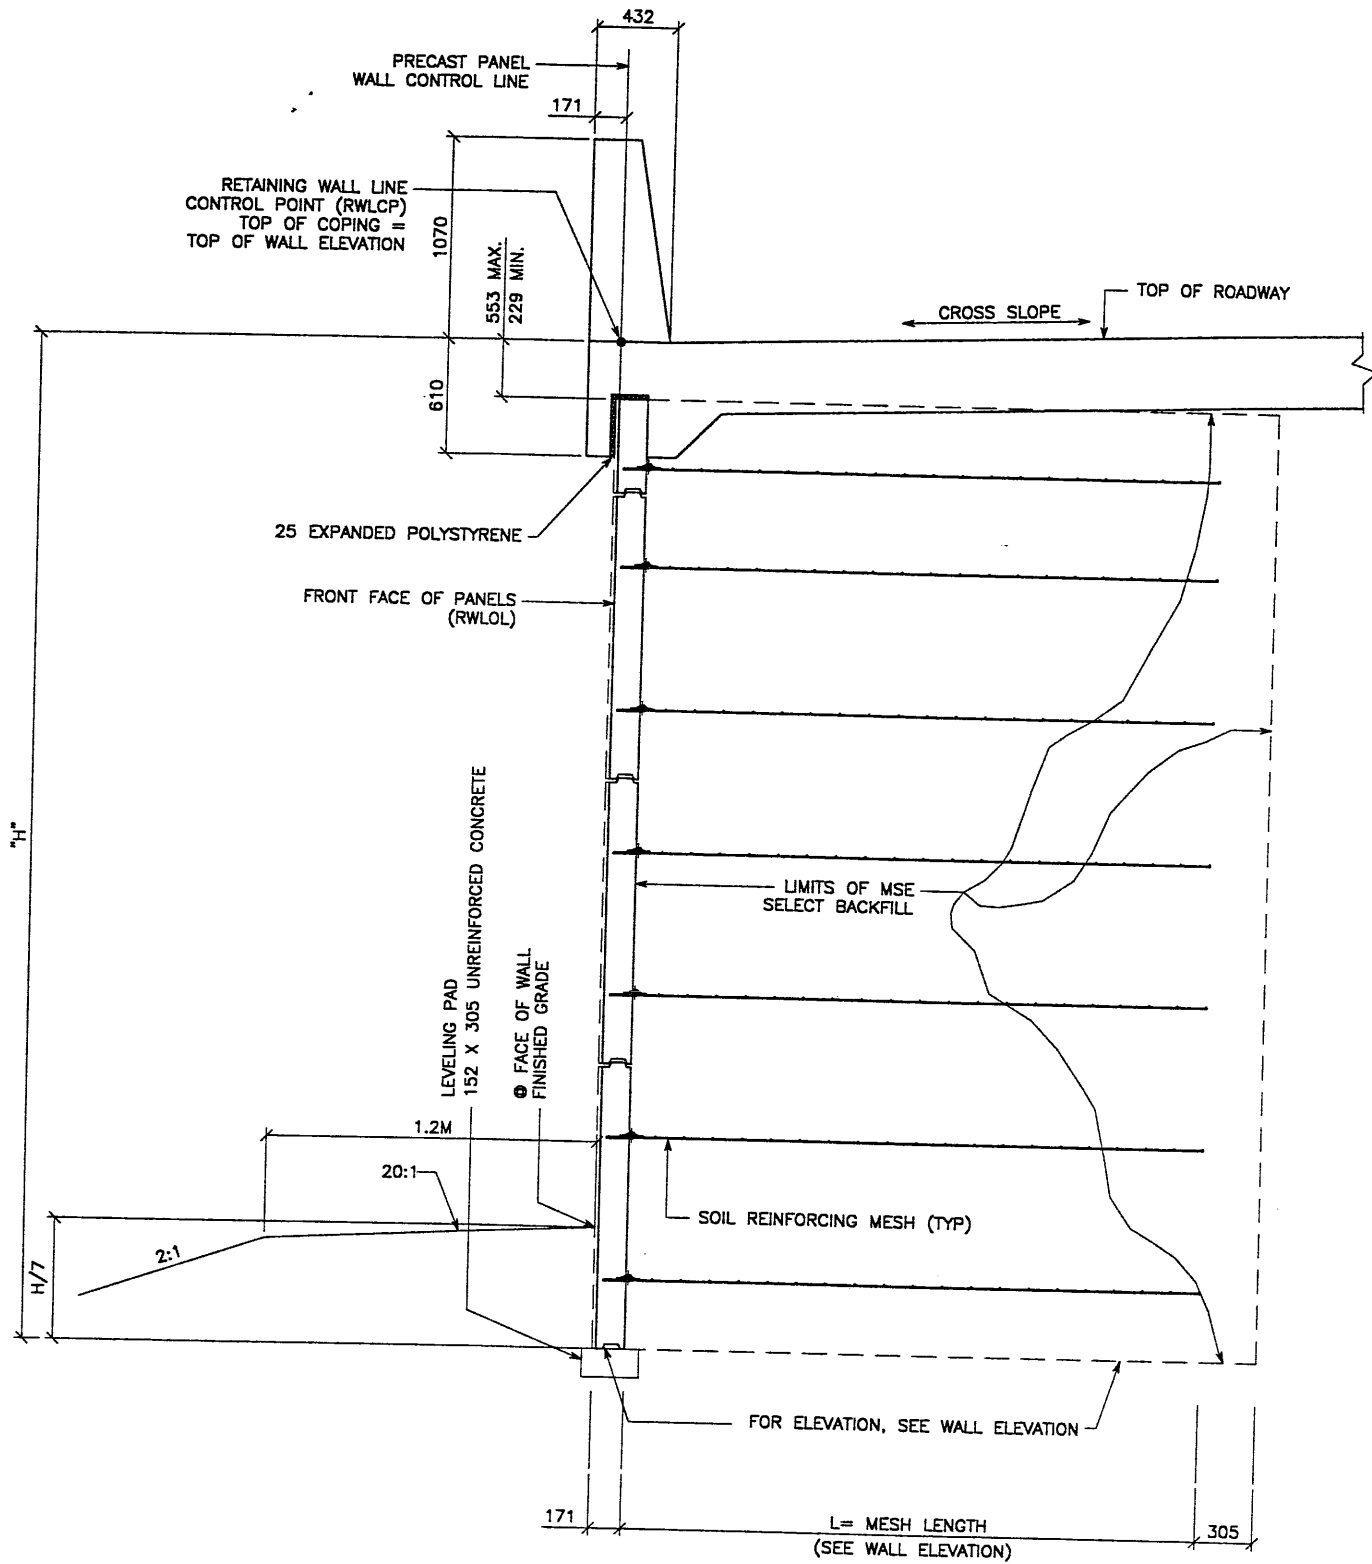 432
PRECAST PANEL
WALL CONTROL LINE
171
RETAINING WALL LINE
CONTROL POINT (RWLCP)
TOP OF COPING =
TOP OF WALL ELEVATION
1070
553 MAX.
229 MIN.
610
CROSS SLOPE
TOP OF ROADWAY
25 EXPANDED POLYSTYRENE
FRONT FACE OF PANELS
(RWLOL)
"H"
LIMITS OF MSE
SELECT BACKFILL
LEVELING PAD
152 X 305 UNREINFORCED CONCRETE
@ FACE OF WALL
FINISHED GRADE
1.2M
20:1
2:1
H/7
SOIL REINFORCING MESH (TYP)
FOR ELEVATION, SEE WALL ELEVATION
171
L= MESH LENGTH
(SEE WALL ELEVATION)
305